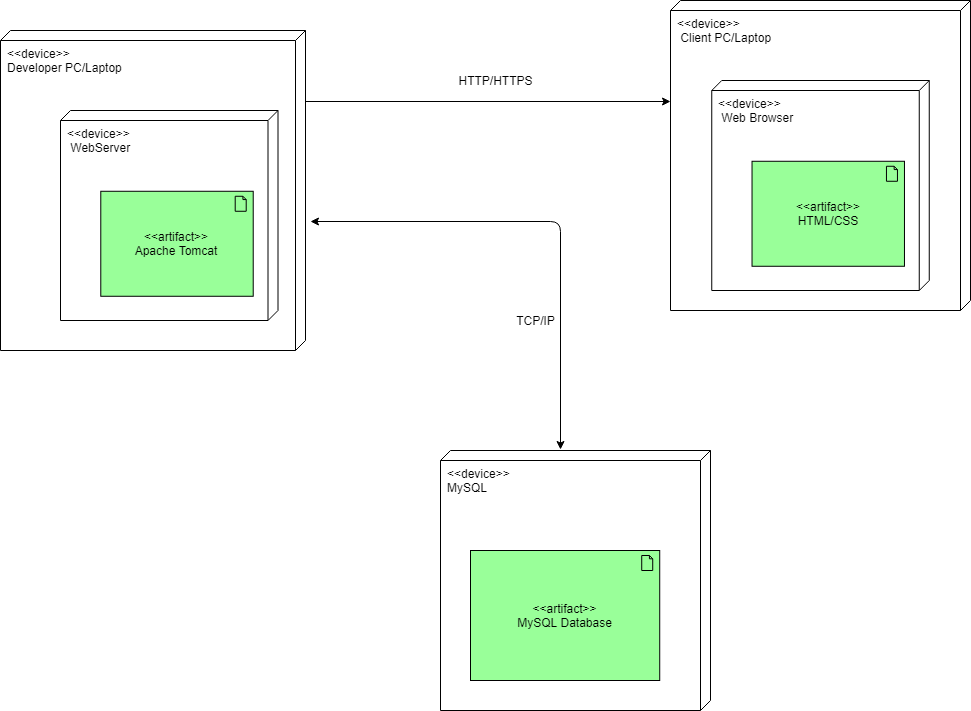 <<device>>
Developer PC/Laptop
<<device>>
WebServer
<<artifact>>
Apache Tomcat
HTTP/HTTPS
<<device>>
Client PC/Laptop
<<device>>
Web Browser
<<artifact>>
HTML/CSS
TCP/IP
<<device>>
MySQL
<<artifact>>
MySQL Database